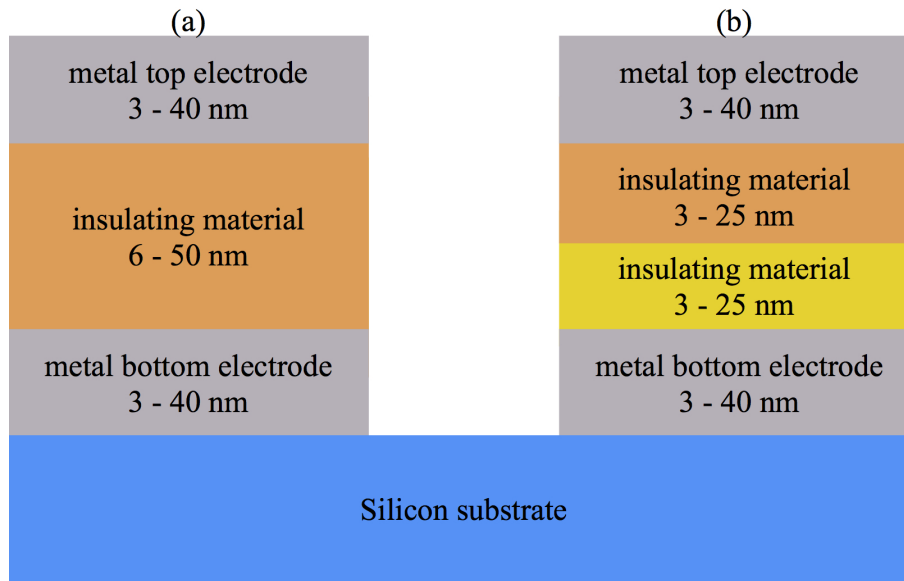 (a)
metal top electrode
3 - 40 nm
insulating material
6 - 50 nm
metal bottom electrode
3 - 40 nm
(b)
metal top electrode
3 - 40 nm
insulating material
3 - 25 nm
insulating material
3 - 25 nm
metal bottom electrode
3 - 40 nm
Silicon substrate